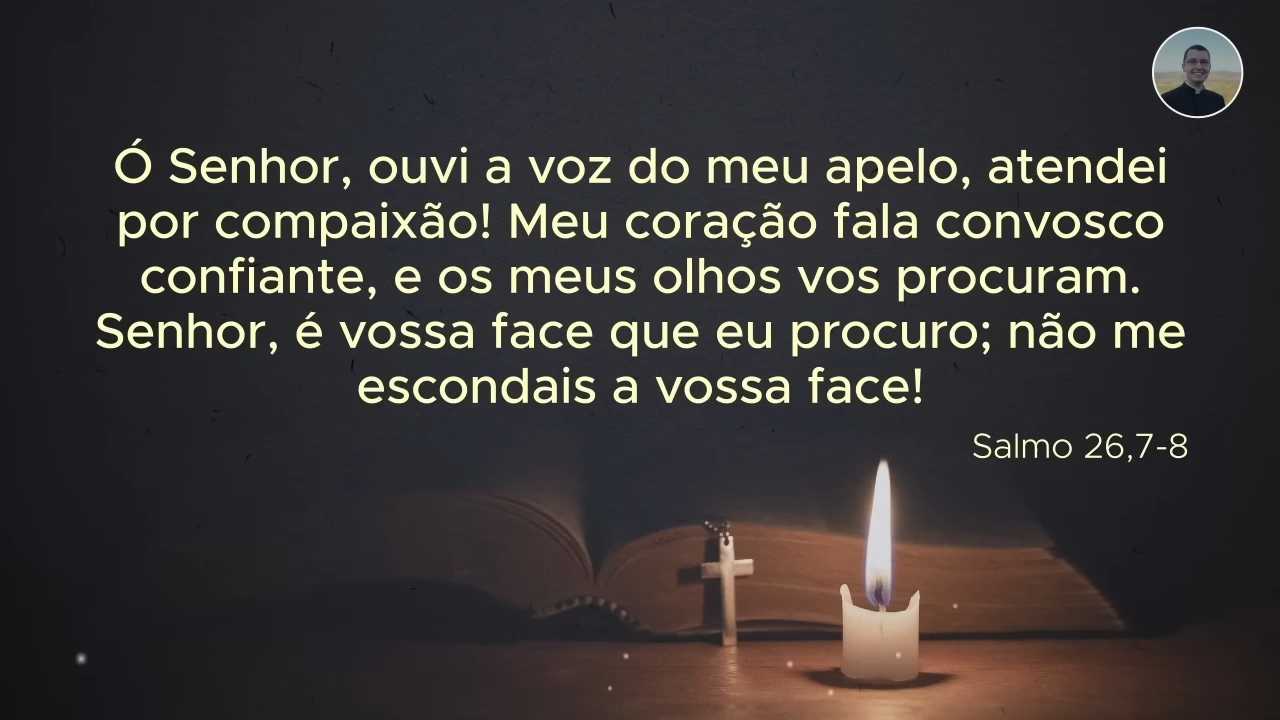 Ó Senhor, ouvi a voz do meu apelo, atendei
por compaixão! Meu coração fala convosco
confiante, e os meus olhos vos procuram.
Senhor, é vossa face que eu procuro; não me
escondais a vossa face!
Salmo 26,7-8